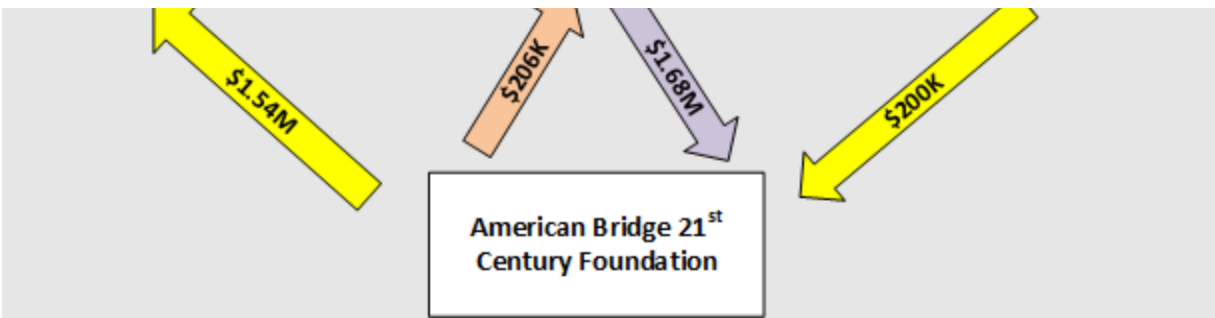 $1.54M
$206K
$1.68M
$200K
American Bridge 21st
Century Foundation